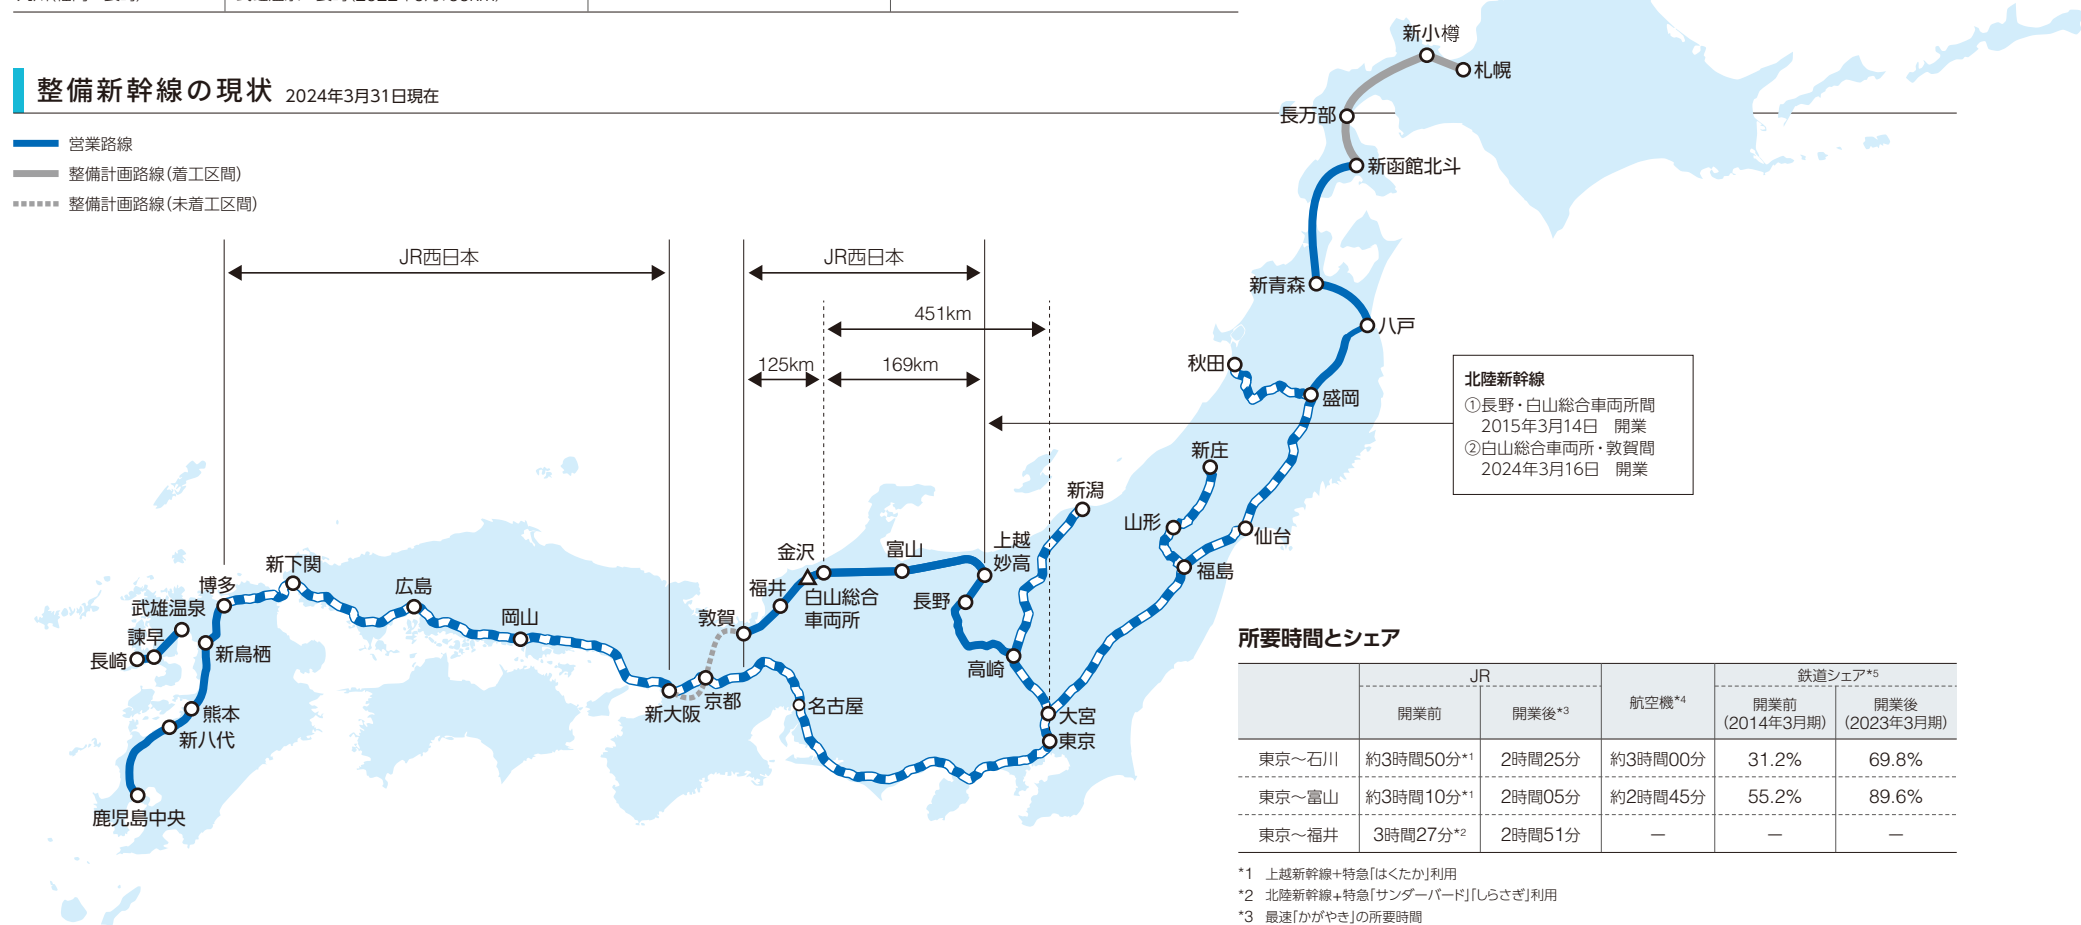 整備新幹線の現状 2024年3月31日現在
営業路線
整備計画路線(着工区間)
整備計画路線(未着工区間)
JR西日本
JR西日本
451km
125km
169km
新小樽
札幌
長万部
新函館北斗
新青森
八戸
秋田
盛岡
新庄
山形
仙台
福島
新潟
上越
妙高
富山
金沢
白山総合
車両所
福井
敦賀
長野
高崎
大宮
東京
名古屋
京都
新大阪
岡山
広島
新下関
博多
武雄温泉
諫早
長崎
新鳥栖
熊本
新八代
鹿児島中央
北陸新幹線
①長野・白山総合車両所間
2015年3月14日 開業
②白山総合車両所・敦賀間
2024年3月16日 開業
所要時間とシェア
JR 航空機*4 鉄道シェア*5
開業前 開業後*3 開業前 (2014年3月期) 開業後 (2023年3月期)
東京〜石川 約3時間50分*1 2時間25分 約3時間00分 31.2% 69.8%
東京〜富山 約3時間10分*1 2時間05分 約2時間45分 55.2% 89.6%
東京〜福井 3時間27分*2 2時間51分 — — —
*1 上越新幹線+特急「はくたか」利用
*2 北陸新幹線+特急「サンダーバード」「しらさぎ」利用
*3 最速「かがやき」の所要時間